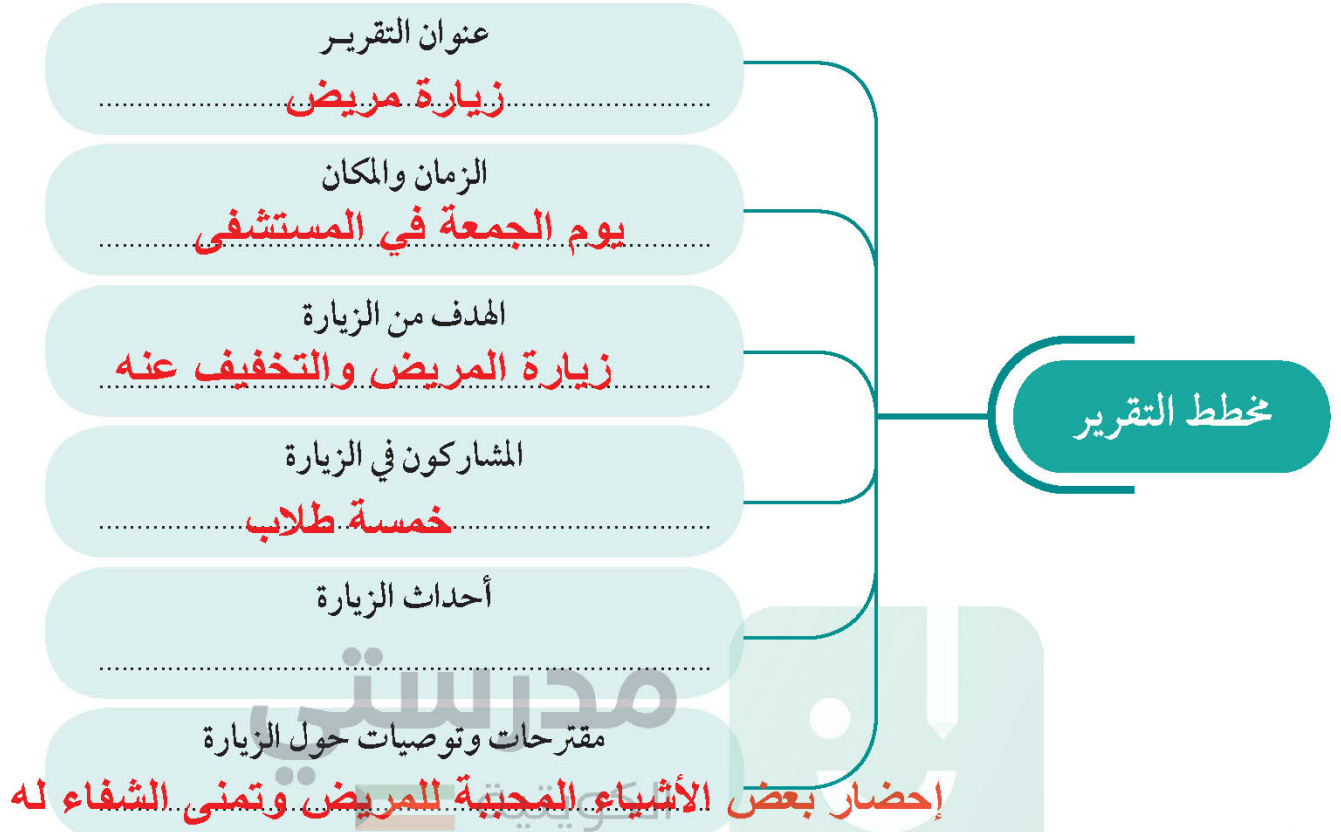 عنوان التقريـر
زيارة مريض
الزمان والمكان
يوم الجمعة في المستشفى
الهدف من الزيارة
زيارة المريض والتخفيف عنه
المشاركون في الزيارة
خمسة طلاب
أحداث الزيارة
مقترحات وتوصيات حول الزيارة
إحضار بعض الأشياء المحببة للمريض وتمنى الشفاء له
مخطط التقرير
مدرستي
الكويتية